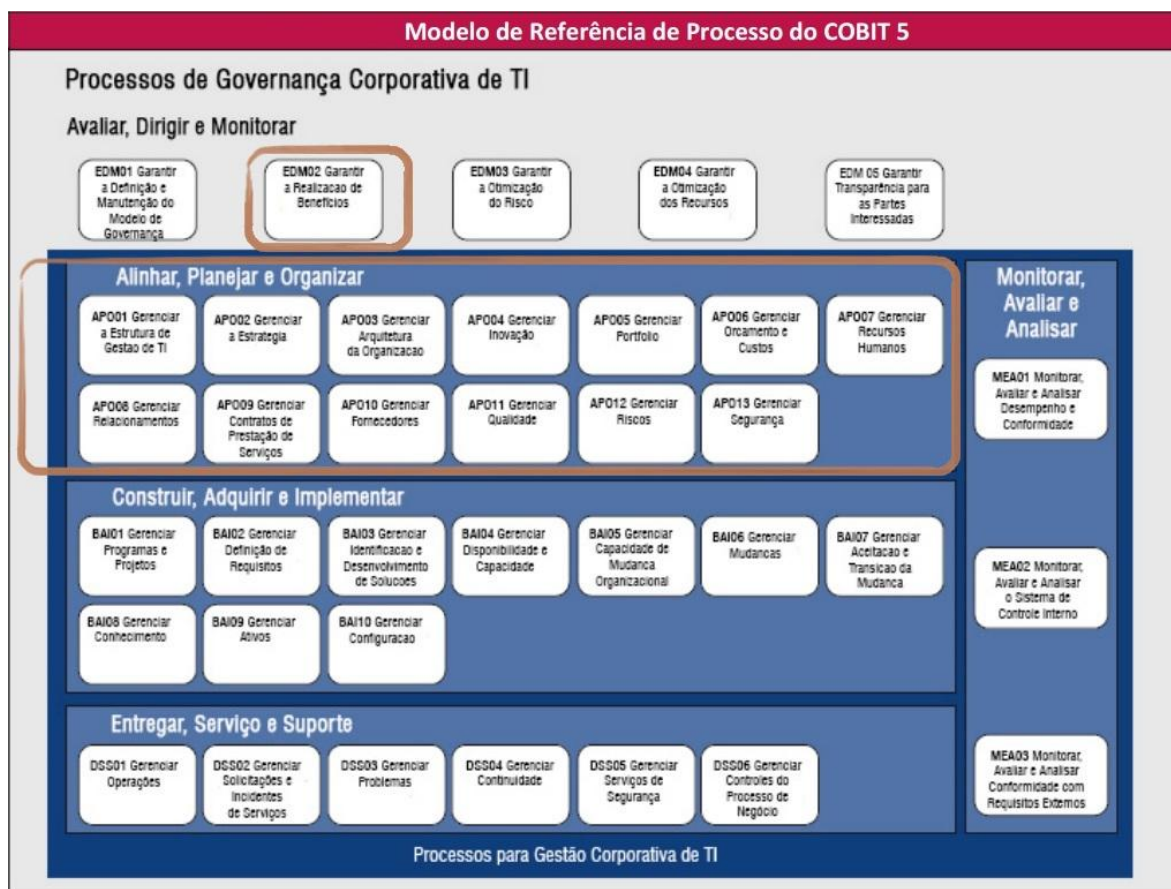 Modelo de Referência de Processo do COBIT 5
Processos de Governança Corporativa de TI
Avaliar, Dirigir e Monitorar
EDM01 Garantir
a Definição e
Manutenção do
Modelo de
Governança
EDM02 Garantir
a Realizacao de
Benefícios
EDM03 Garantir
a Otimização
do Risco
EDM04 Garantir
a Otimização
dos Recursos
EDM 05 Garantir
Transparência para
as Partes
Interessadas
Alinhar, Planejar e Organizar
APO01 Gerenciar
a Estrutura de
Gestao de TI
APO02 Gerenciar
a Estrategia
APO03 Gerenciar
Arquitetura
da Organizacao
APO04 Gerenciar
Inovação
APO05 Gerenciar
Portfolio
APO06 Gerenciar
Orcamento e
Custos
APO07 Gerenciar
Recursos
Humanos
APO08 Gerenciar
Relacionamentos
APO09 Gerenciar
Contratos de
Prestação de
Serviços
APO10 Gerenciar
Fornecedores
APO11 Gerenciar
Qualidade
APO12 Gerenciar
Riscos
APO13 Gerenciar
Segurança
Construir, Adquirir e Implementar
BAI01 Gerenciar
Programas e
Projetos
BAI02 Gerenciar
Definição de
Requisitos
BAI03 Gerenciar
Identificacao e
Desenvolvimento
de Solucoes
BAI04 Gerenciar
Disponibilidade e
Capacidade
BAI05 Gerenciar
Capacidade de
Mudanca
Organizacional
BAI06 Gerenciar
Mudancas
BAI07 Gerenciar
Aceitacao e
Transicao da
Mudanca
BAI08 Gerenciar
Conhecimento
BAI09 Gerenciar
Ativos
BAI10 Gerenciar
Configuracao
Entregar, Serviço e Suporte
DSS01 Gerenciar
Operações
DSS02 Gerenciar
Solicitações e
Incidentes
de Serviços
DSS03 Gerenciar
Problemas
DSS04 Gerenciar
Continuidade
DSS05 Gerenciar
Serviços de
Segurança
DSS06 Gerenciar
Controles do
Processo de
Negócio
Monitorar,
Avaliar e
Analisar
MEA01 Monitorar,
Avaliar e Analisar
Desempenho e
Conformidade
MEA02 Monitorar,
Avaliar e Analisar
o Sistema de
Controle Interno
MEA03 Monitorar,
Avaliar e Analisar
Conformidade com
Requisitos Externos
Processos para Gestão Corporativa de TI